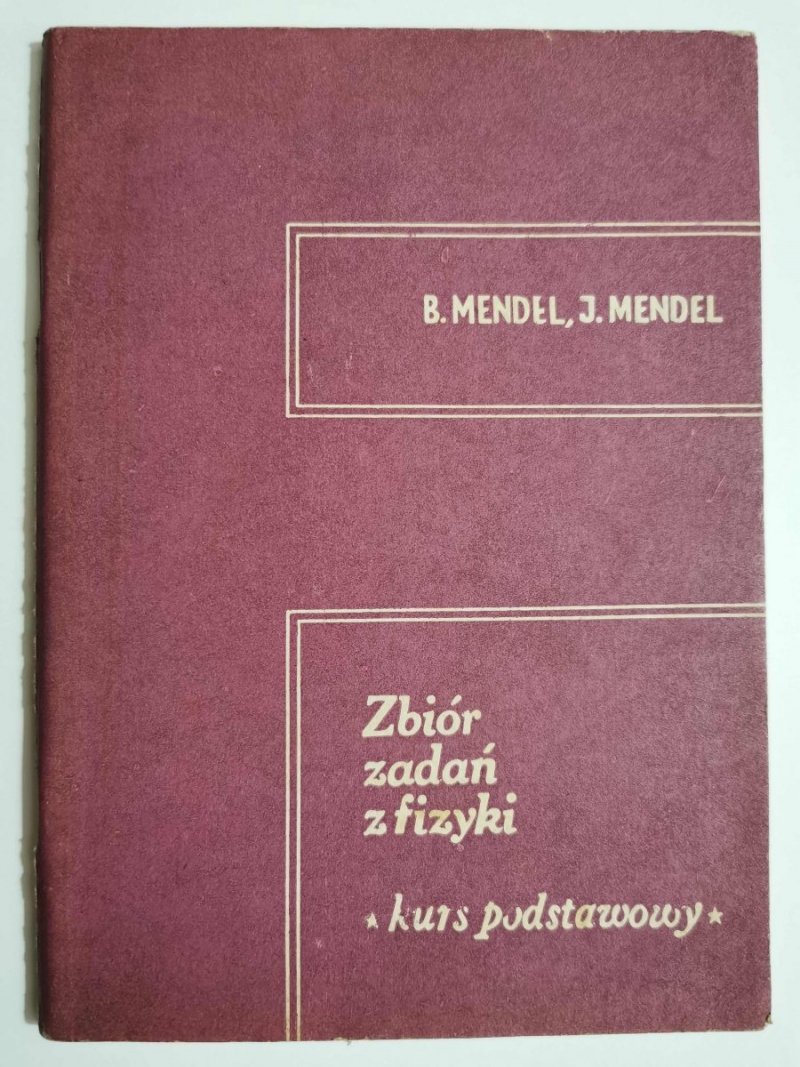 B. MENDEL, J. MENDEL
Zbiór
zadań
z fizyki
* kurs podstawowy *